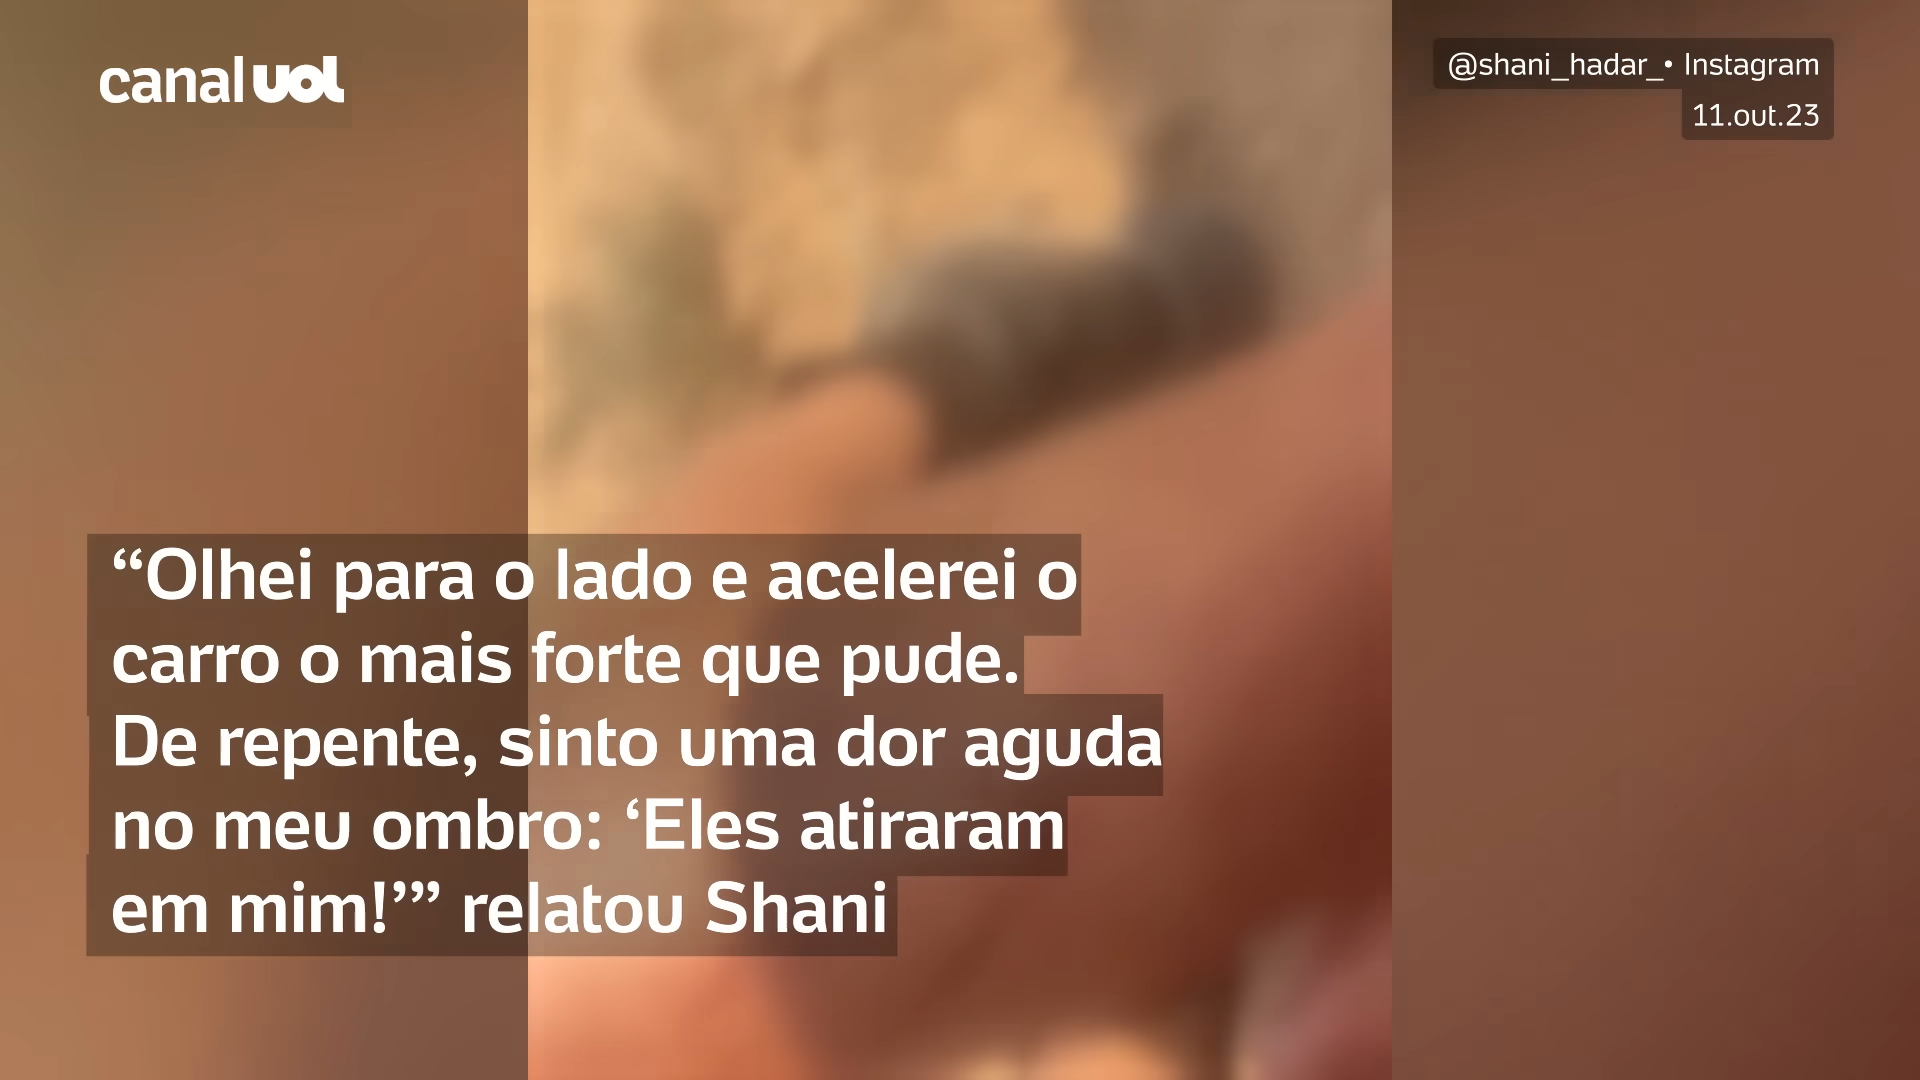 canal uol
@shani_hadar_• Instagram
11.out.23
“Olhei para o lado e acelerei o
carro o mais forte que pude.
De repente, sinto uma dor aguda
no meu ombro: ‘Eles atiraram
em mim!’” relatou Shani